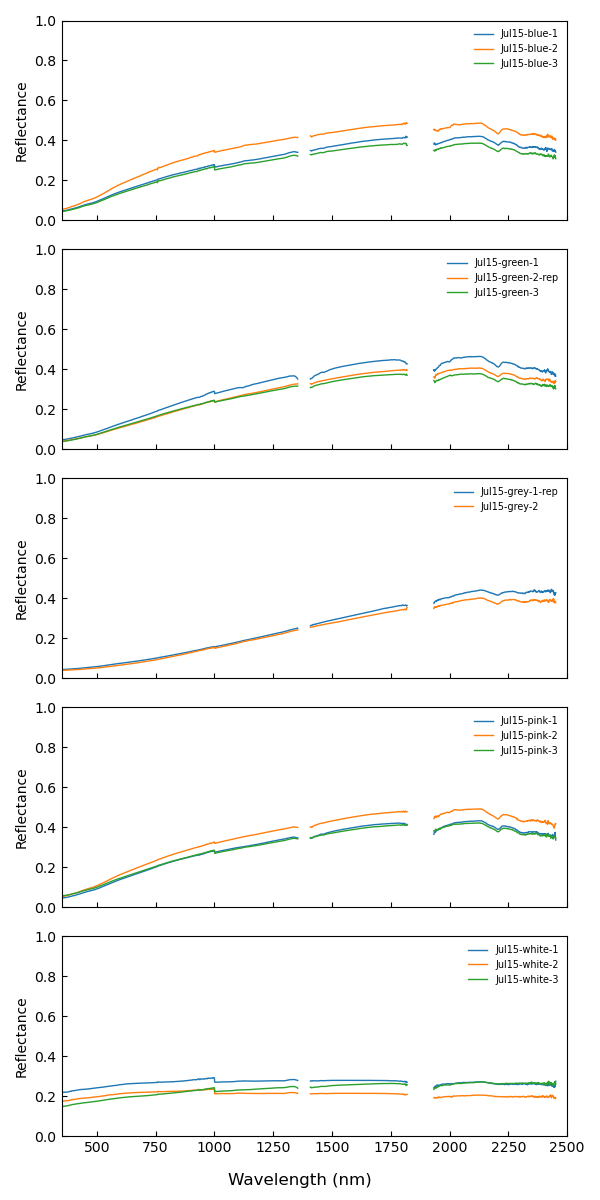 1.0
0.8
0.6
0.4
0.2
0.0
Reflectance
Jul15-blue-1
Jul15-blue-2
Jul15-blue-3
1.0
0.8
0.6
0.4
0.2
0.0
Reflectance
Jul15-green-1
Jul15-green-2-rep
Jul15-green-3
1.0
0.8
0.6
0.4
0.2
0.0
Reflectance
Jul15-grey-1-rep
Jul15-grey-2
1.0
0.8
0.6
0.4
0.2
0.0
Reflectance
Jul15-pink-1
Jul15-pink-2
Jul15-pink-3
1.0
0.8
0.6
0.4
0.2
0.0
Reflectance
Jul15-white-1
Jul15-white-2
Jul15-white-3
500 750 1000 1250 1500 1750 2000 2250 2500
Wavelength (nm)